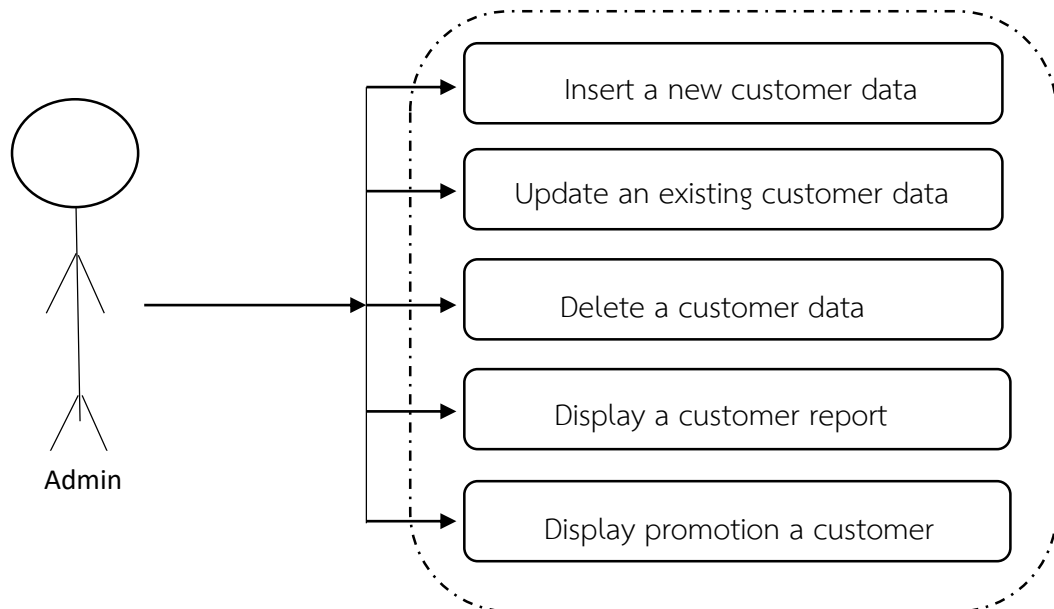 Insert a new customer data
Update an existing customer data
Delete a customer data
Display a customer report
Display promotion a customer
Admin